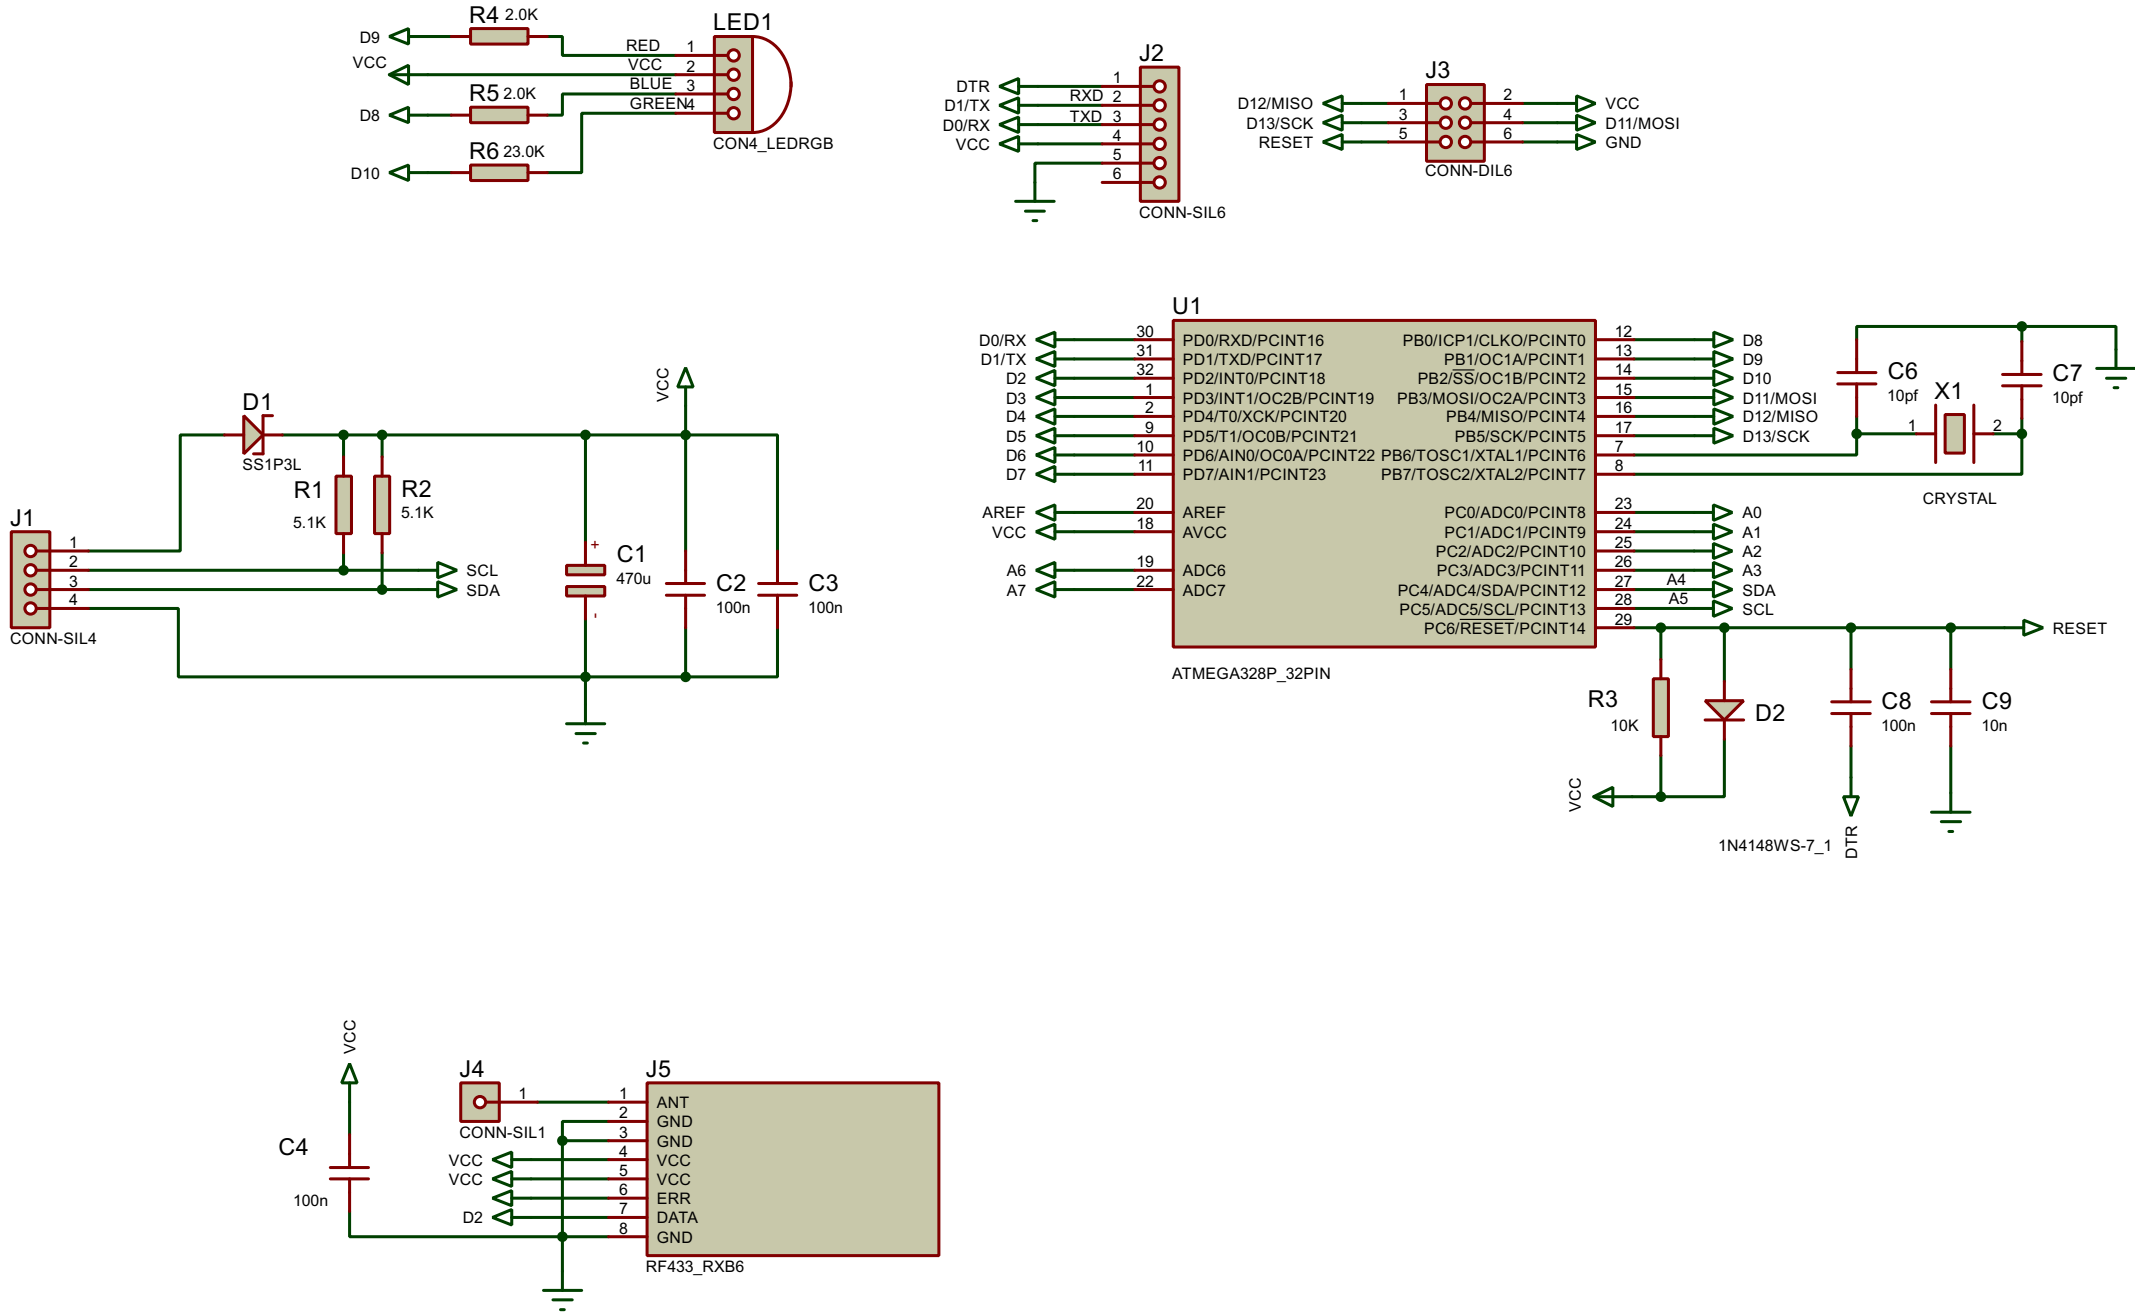 R4 2.0K
D9
VCC
R5 2.0K
D8
R6 23.0K
D10
RED 1
VCC 2
BLUE 3
GREEN 4
LED1
CON4_LEDRGB
J2
DTR 1
D1/TX RXD 2
D0/RX TXD 3
VCC 4
5
6
CONN-SIL6
J3
D12/MISO 1 2 VCC
D13/SCK 3 4 D11/MOSI
RESET 5 6 GND
CONN-DIL6
D1
SS1P3L
R1
5.1K
R2
5.1K
VCC
J1
1
2 SCL
3 SDA
4
CONN-SIL4
+
-
C1
470u
C2
100n
C3
100n
U1
D0/RX 30 PD0/RXD/PCINT16 PB0/ICP1/CLKO/PCINT0 12 D8
D1/TX 31 PD1/TXD/PCINT17 PB1/OC1A/PCINT1 13 D9
D2 32 PD2/INT0/PCINT18 PB2/SS/OC1B/PCINT2 14 D10
D3 1 PD3/INT1/OC2B/PCINT19 PB3/MOSI/OC2A/PCINT3 15 D11/MOSI
D4 2 PD4/T0/XCK/PCINT20 PB4/MISO/PCINT4 16 D12/MISO
D5 9 PD5/T1/OC0B/PCINT21 PB5/SCK/PCINT5 17 D13/SCK
D6 10 PD6/AIN0/OC0A/PCINT22 PB6/TOSC1/XTAL1/PCINT6 7
D7 11 PD7/AIN1/PCINT23 PB7/TOSC2/XTAL2/PCINT7 8
AREF 20 AREF PC0/ADC0/PCINT8 23 A0
VCC 18 AVCC PC1/ADC1/PCINT9 24 A1
PC2/ADC2/PCINT10 25 A2
A6 19 ADC6 PC3/ADC3/PCINT11 26 A3
A7 22 ADC7 PC4/ADC4/SDA/PCINT12 27 A4 SDA
PC5/ADC5/SCL/PCINT13 28 A5 SCL
PC6/RESET/PCINT14 29 RESET
ATMEGA328P_32PIN
C6
10pf
X1
1 2
CRYSTAL
C7
10pf
R3
10K
D2
C8
100n
C9
10n
VCC
1N4148WS-7_1
DTR
VCC
C4
100n
J4
1
CONN-SIL1
J5
1 ANT
2 GND
3 GND
VCC 4 VCC
VCC 5 VCC
6 ERR
D2 7 DATA
8 GND
RF433_RXB6